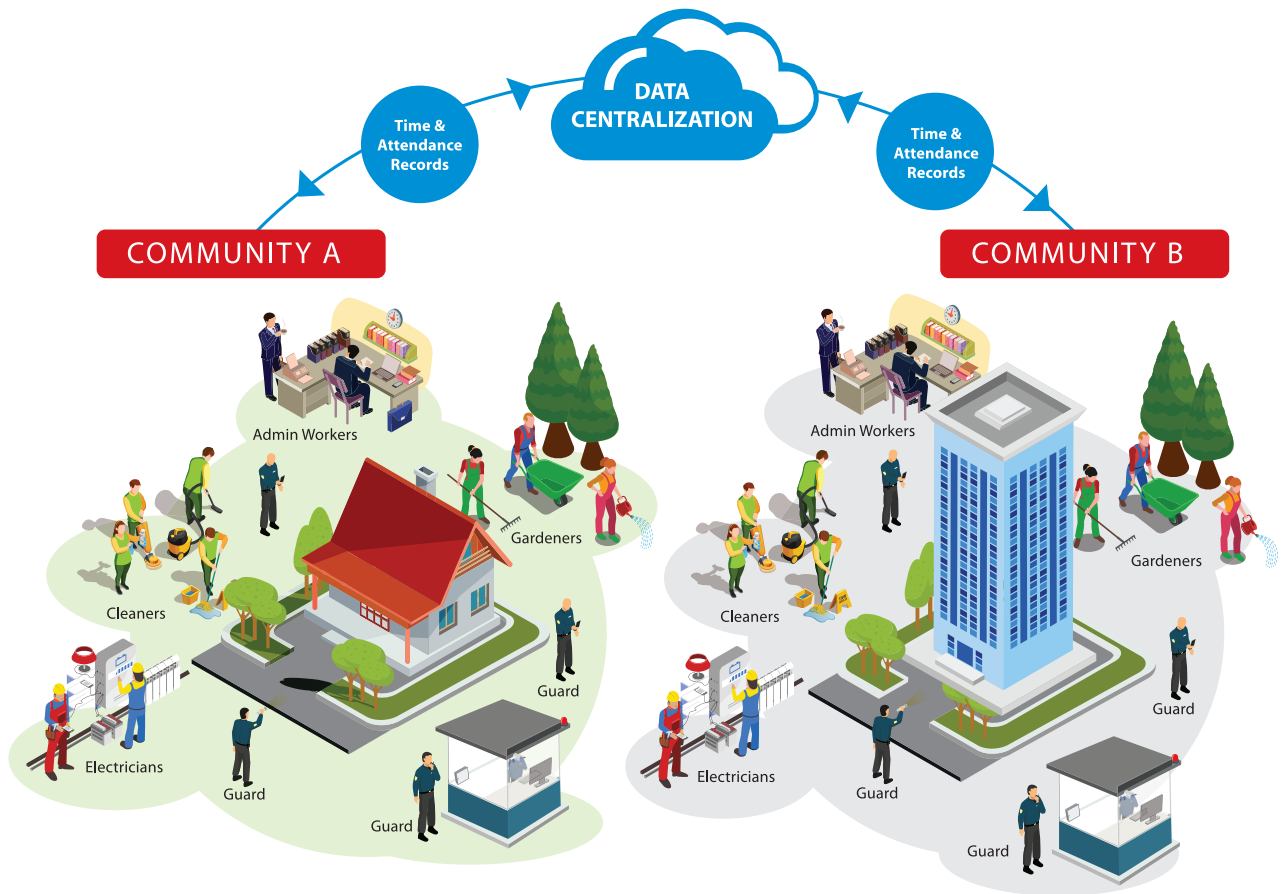 DATA
CENTRALIZATION
Time &
Attendance
Records
Time &
Attendance
Records
COMMUNITY A
COMMUNITY B
Admin Workers
Gardeners
Cleaners
Guard
Electricians
Guard
Guard
Admin Workers
Gardeners
Cleaners
Guard
Electricians
Guard
Guard